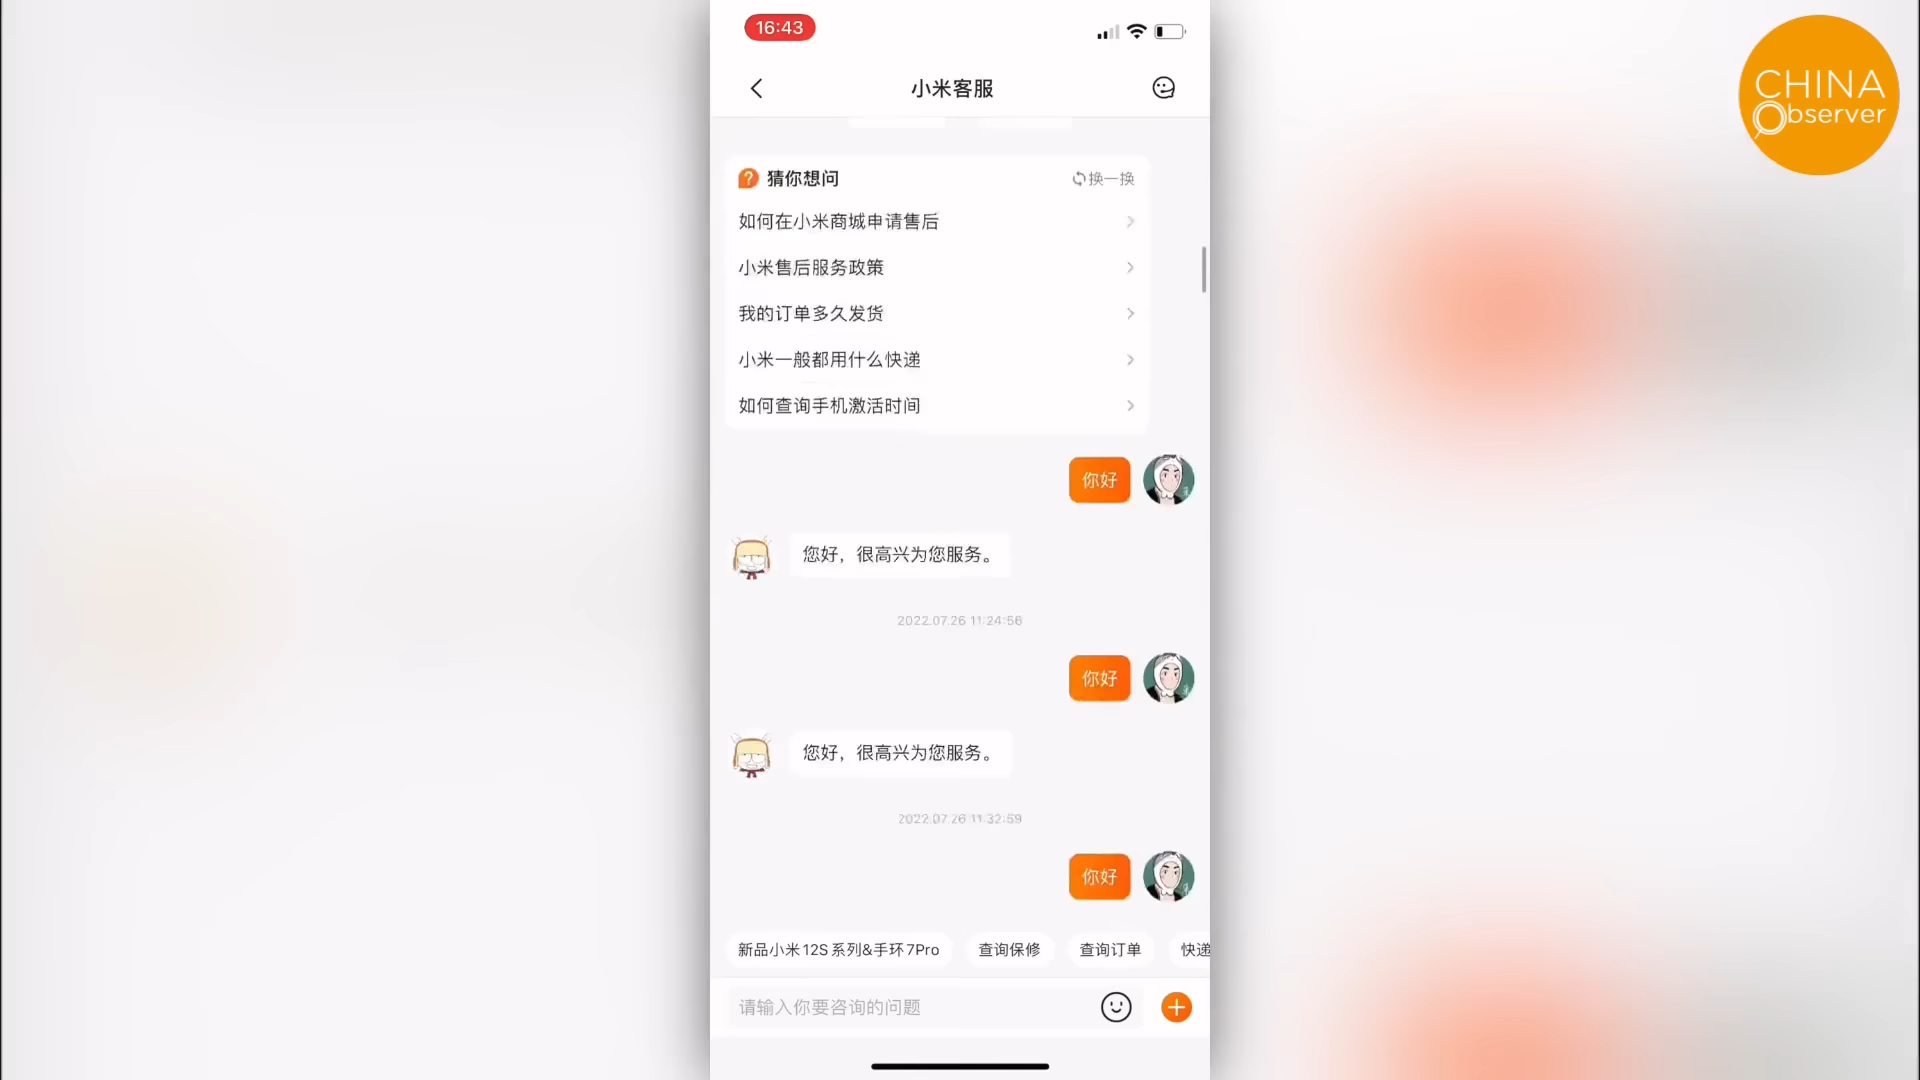 16:43
小米客服
CHINA
Observer
猜你想问
换一换
如何在小米商城申请售后
小米售后服务政策
我的订单多久发货
小米一般都用什么快递
如何查询手机激活时间
你好
您好，很高兴为您服务。
2022.07.26 11:24:56
你好
您好，很高兴为您服务。
2022.07.26 11:32:59
你好
新品小米12S系列&手环7Pro 查询保修 查询订单 快递
请输入你要咨询的问题